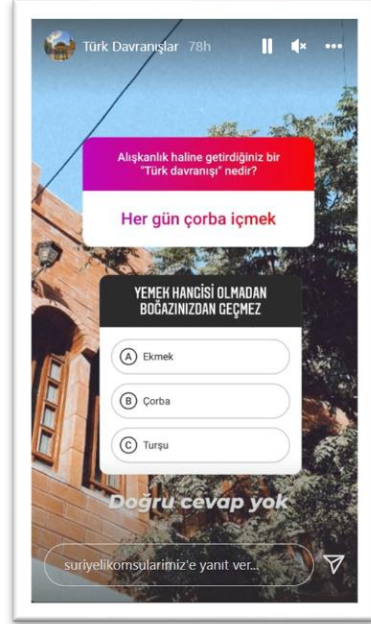 Türk Davranışlar 78h
Alışkanlık haline getirdiğiniz bir
"Türk davranışı" nedir?
Her gün çorba içmek
YEMEK HANGİSİ OLMADAN
BOĞAZINIZDAN GEÇMEZ
A Ekmek
B Çorba
C Turşu
Doğru cevap yok
suriyelikomsularimiz'e yanıt ver...